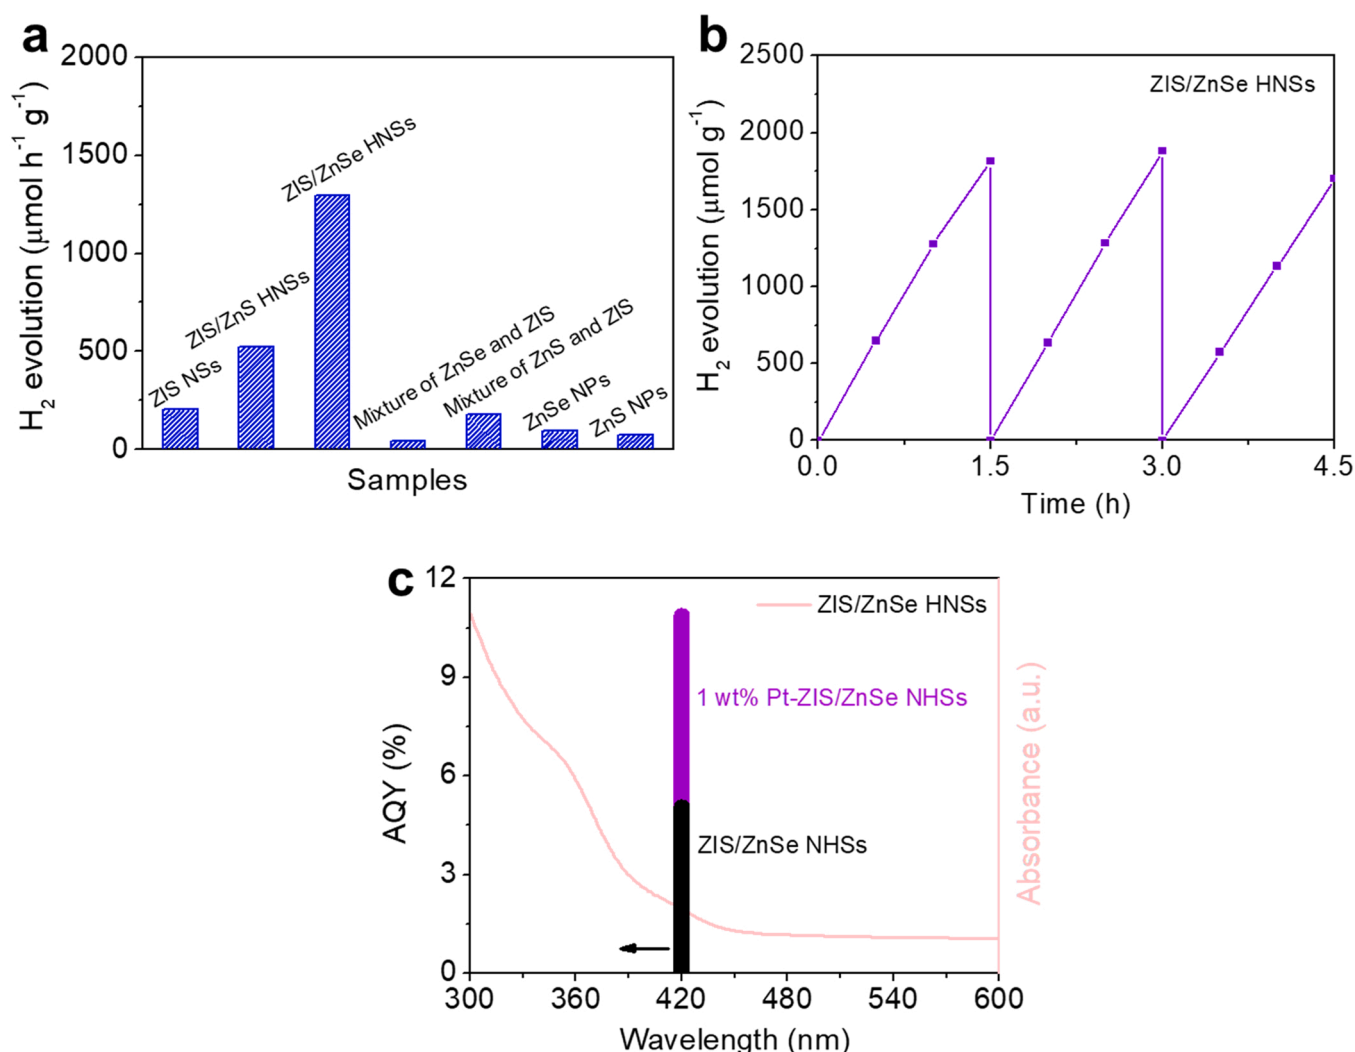 a
2000
1500
1000
500
0
H2 evolution (μmol h-1 g-1)
ZIS NSs
ZIS/ZnS HNSs
ZIS/ZnSe HNSs
Mixture of ZnSe and ZIS
Mixture of ZnS and ZIS
ZnSe NPs
ZnS NPs
Samples
b
2500
2000
1500
1000
500
0
H2 evolution (μmol g-1)
ZIS/ZnSe HNSs
0.0 1.5 3.0 4.5
Time (h)
c
12
9
6
3
0
AQY (%)
ZIS/ZnSe HNSs
1 wt% Pt-ZIS/ZnSe NHSs
ZIS/ZnSe NHSs
Absorbance (a.u.)
300 360 420 480 540 600
Wavelength (nm)